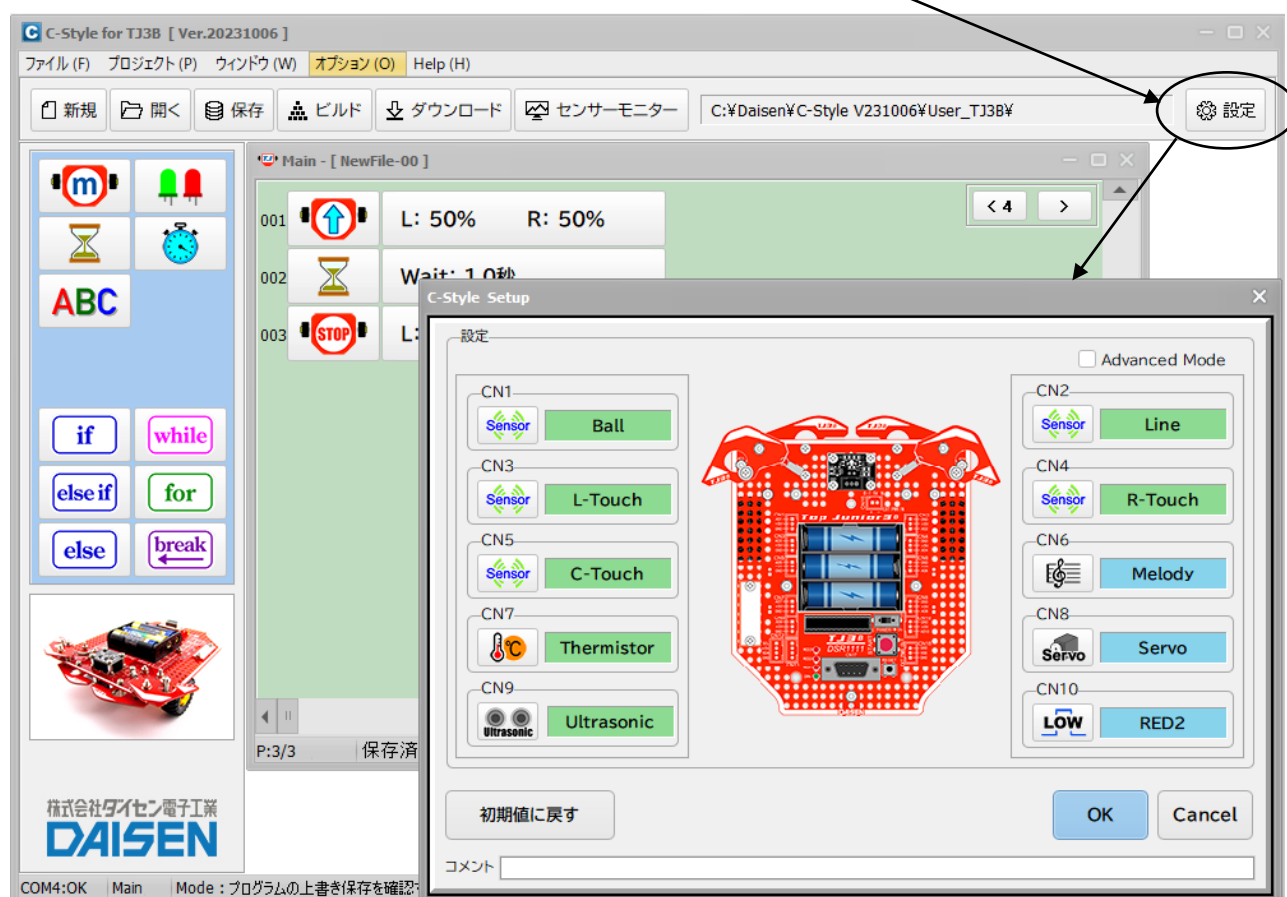 C-Style for TJ3B [ Ver.20231006 ]
ファイル (F) プロジェクト (P) ウィンドウ (W) オプション (O) Help (H)
新規 開く 保存 ビルド ダウンロード センサーモニター C:¥Daisen¥C-Style V231006¥User_TJ3B¥ 設定
Main - [ NewFile-00 ]
m
ABC
if while
else if for
else break
< 4 >
001 L: 50% R: 50%
002 Wait: 1.0秒
003 STOP L:
P:3/3 保存済
C-Style Setup
設定
Advanced Mode
CN1
Sensor Ball
CN3
Sensor L-Touch
CN5
Sensor C-Touch
CN7
℃ Thermistor
CN9
Ultrasonic Ultrasonic
Top Junior3
TJ3B
DSR1111
CN2
Sensor Line
CN4
Sensor R-Touch
CN6
Melody
CN8
Servo Servo
CN10
LOW RED2
初期値に戻す OK Cancel
コメント
株式会社ダイセン電子工業
DAISEN
COM4:OK Main Mode : プログラムの上書き保存を確認